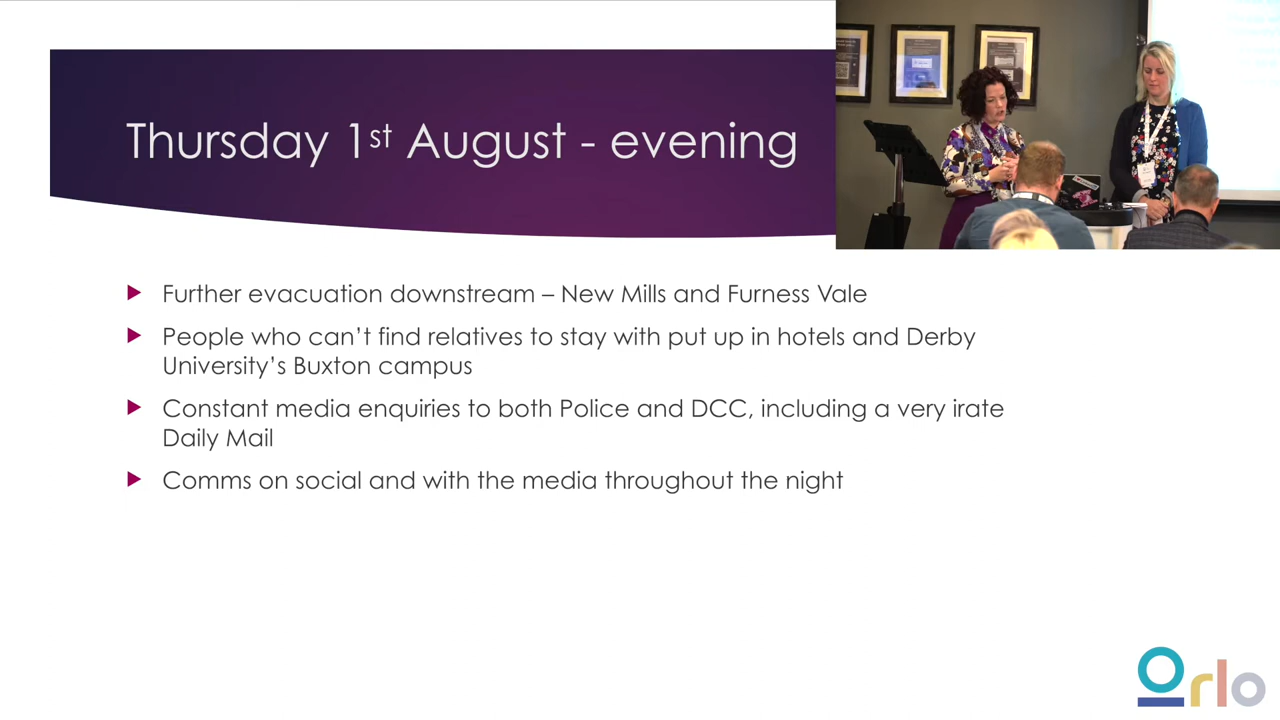 Thursday 1st August - evening
Further evacuation downstream – New Mills and Furness Vale
People who can't find relatives to stay with put up in hotels and Derby
University's Buxton campus
Constant media enquiries to both Police and DCC, including a very irate
Daily Mail
Comms on social and with the media throughout the night
Orlo